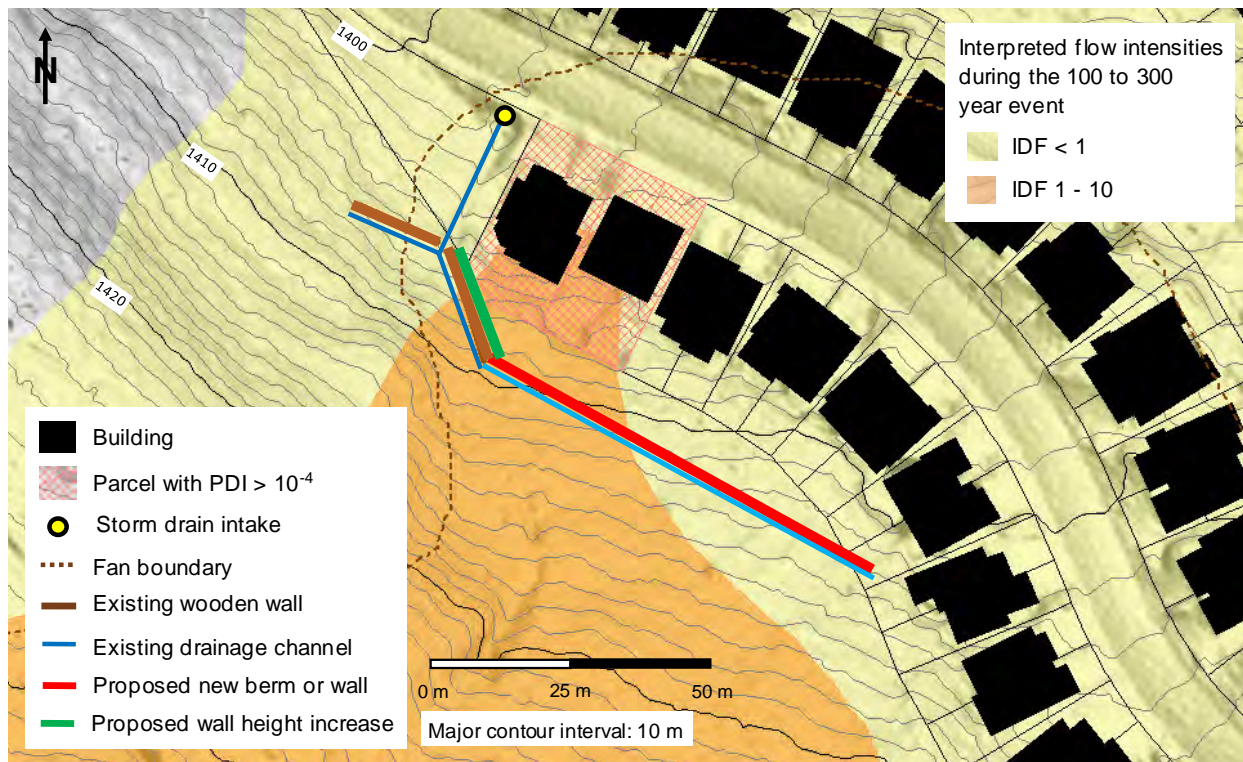 N
1400
1410
1420
Interpreted flow intensities
during the 100 to 300
year event
IDF < 1
IDF 1 - 10
Building
Parcel with PDI > 10⁻⁴
Storm drain intake
Fan boundary
Existing wooden wall
Existing drainage channel
Proposed new berm or wall
Proposed wall height increase
0 m 25 m 50 m
Major contour interval: 10 m